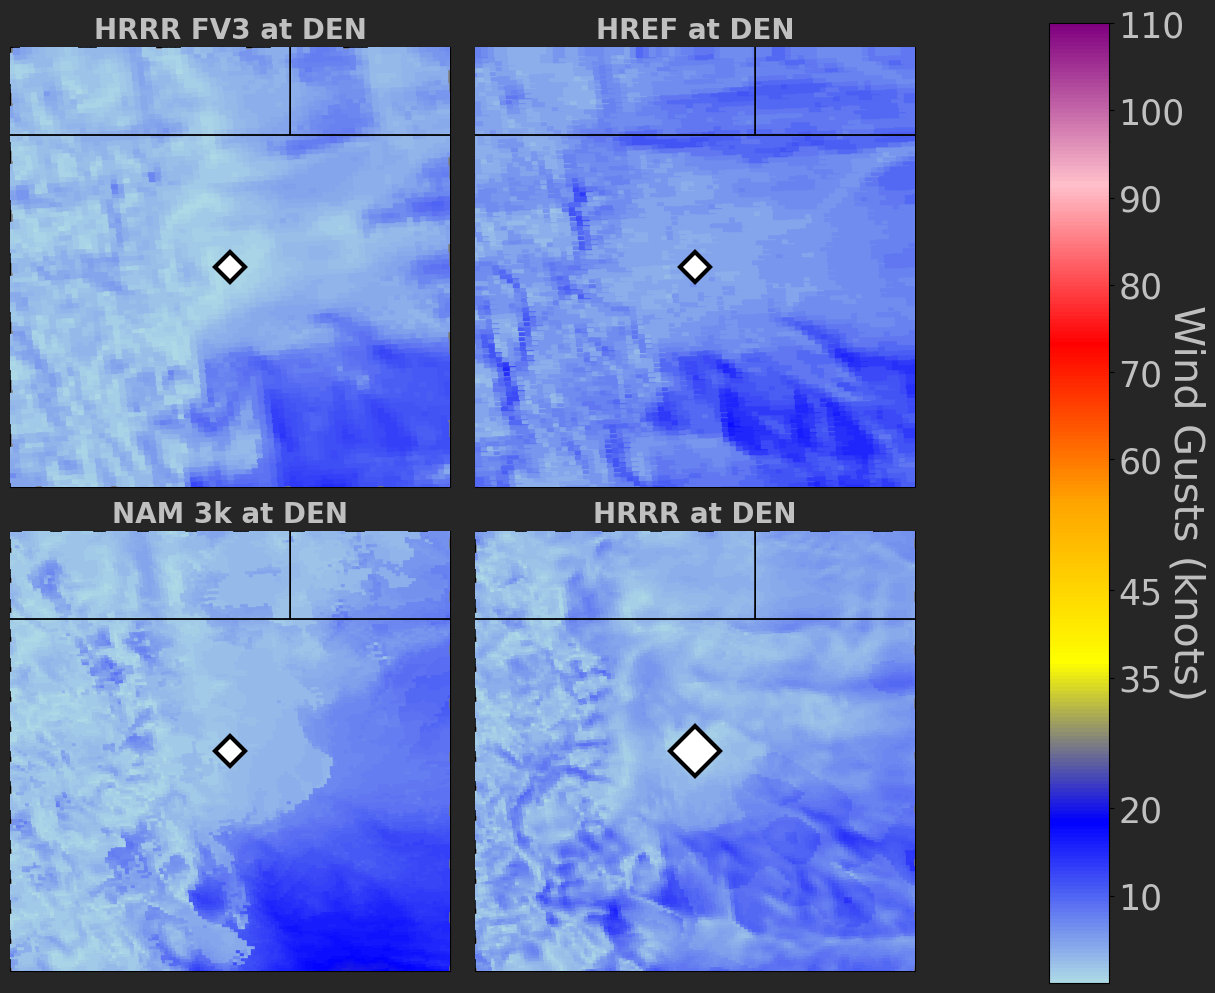 HRRR FV3 at DEN
HREF at DEN
NAM 3k at DEN
HRRR at DEN
110
100
90
80
70
60
45
35
20
10
Wind Gusts (knots)